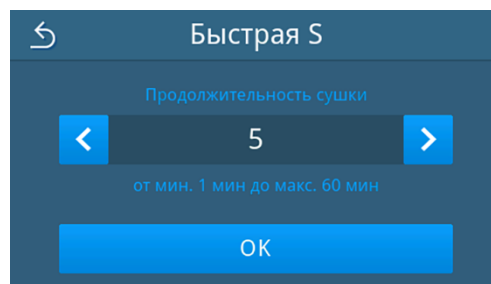 Быстрая S
Продолжительность сушки
5
от мин. 1 мин до макс. 60 мин
OK